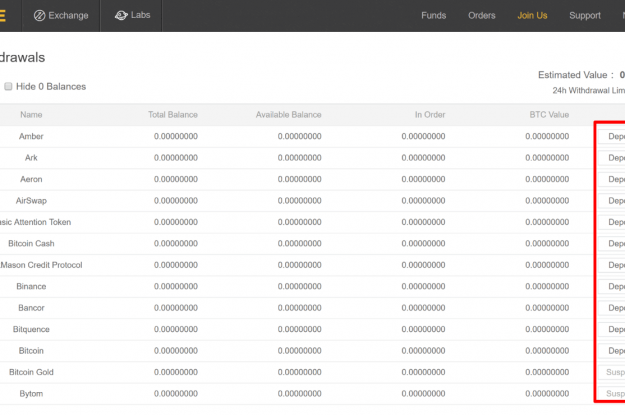 E Exchange Labs Funds Orders Join Us Support
drawals
Hide 0 Balances Estimated Value : 0
24h Withdrawal Lim
Name Total Balance Available Balance In Order BTC Value
Amber 0.00000000 0.00000000 0.00000000 0.00000000 Depo
Ark 0.00000000 0.00000000 0.00000000 0.00000000 Depo
Aeron 0.00000000 0.00000000 0.00000000 0.00000000 Depo
AirSwap 0.00000000 0.00000000 0.00000000 0.00000000 Depo
asic Attention Token 0.00000000 0.00000000 0.00000000 0.00000000 Depo
Bitcoin Cash 0.00000000 0.00000000 0.00000000 0.00000000 Depo
Mason Credit Protocol 0.00000000 0.00000000 0.00000000 0.00000000 Depo
Binance 0.00000000 0.00000000 0.00000000 0.00000000 Depo
Bancor 0.00000000 0.00000000 0.00000000 0.00000000 Depo
Bitquence 0.00000000 0.00000000 0.00000000 0.00000000 Depo
Bitcoin 0.00000000 0.00000000 0.00000000 0.00000000 Depo
Bitcoin Gold 0.00000000 0.00000000 0.00000000 0.00000000 Susp
Bytom 0.00000000 0.00000000 0.00000000 0.00000000 Susp